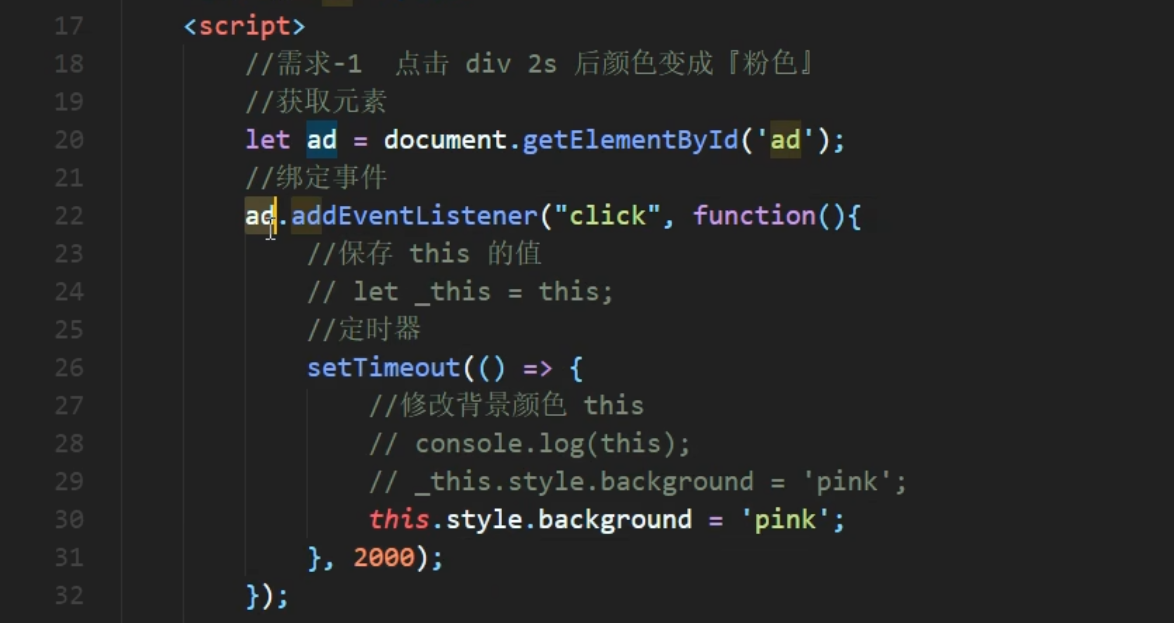 17 <script>
18 //需求-1 点击 div 2s 后颜色变成『粉色』
19 //获取元素
20 let ad = document.getElementById('ad');
21 //绑定事件
22 ad.addEventListener("click", function(){
23 //保存 this 的值
24 // let _this = this;
25 //定时器
26 setTimeout(() => {
27 //修改背景颜色 this
28 // console.log(this);
29 // _this.style.background = 'pink';
30 this.style.background = 'pink';
31 }, 2000);
32 });